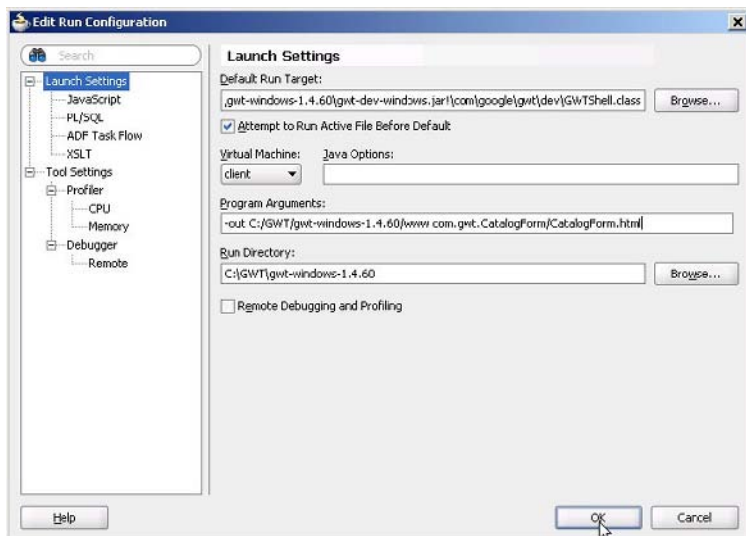 Edit Run Configuration
Search
Launch Settings
JavaScript
PL/SQL
ADF Task Flow
XSLT
Tool Settings
Profiler
CPU
Memory
Debugger
Remote
Launch Settings
Default Run Target:
,gwt-windows-1.4.60\gwt-dev-windows.jar!\com\google\gwt\dev\GWTShell.class Browse...
Attempt to Run Active File Before Default
Virtual Machine: Java Options:
client
Program Arguments:
-out C:/GWT/gwt-windows-1.4.60/www com.gwt.CatalogForm/CatalogForm.html
Run Directory:
C:\GWT\gwt-windows-1.4.60 Browse...
Remote Debugging and Profiling
Help OK Cancel